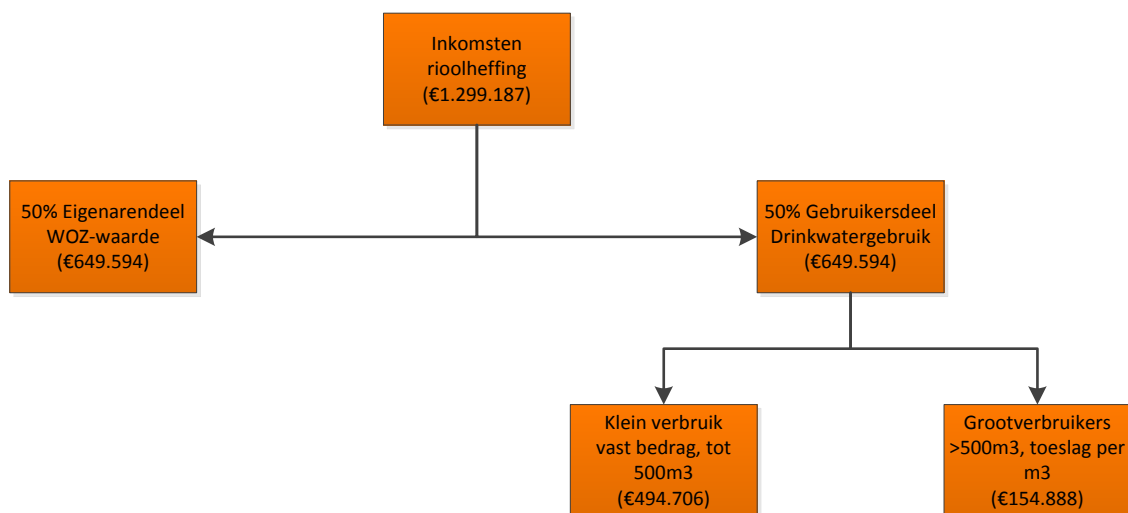 Inkomsten
rioolheffing
(€1.299.187)
50% Eigenarendeel
WOZ-waarde
(€649.594)
50% Gebruikersdeel
Drinkwatergebruik
(€649.594)
Klein verbruik
vast bedrag, tot
500m3
(€494.706)
Grootverbruikers
>500m3, toeslag per
m3
(€154.888)